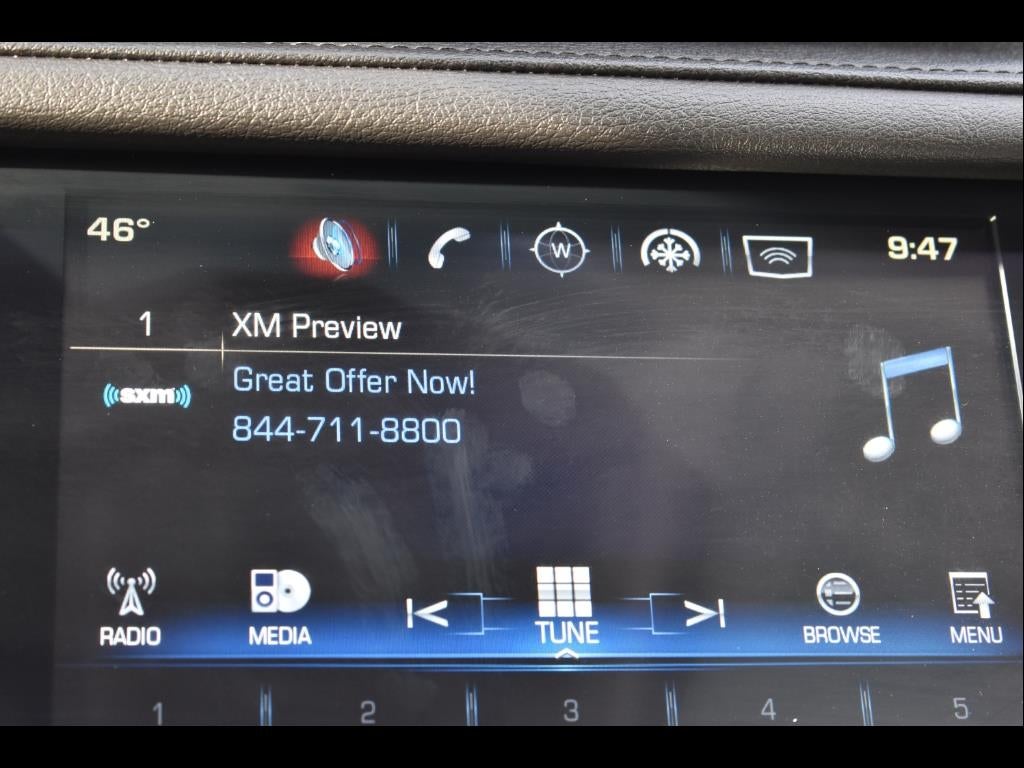 46°
W
9:47
1
XM Preview
((sxm))
Great Offer Now!
844-711-8800
RADIO
MEDIA
TUNE
BROWSE
MENU
1 2 3 4 5